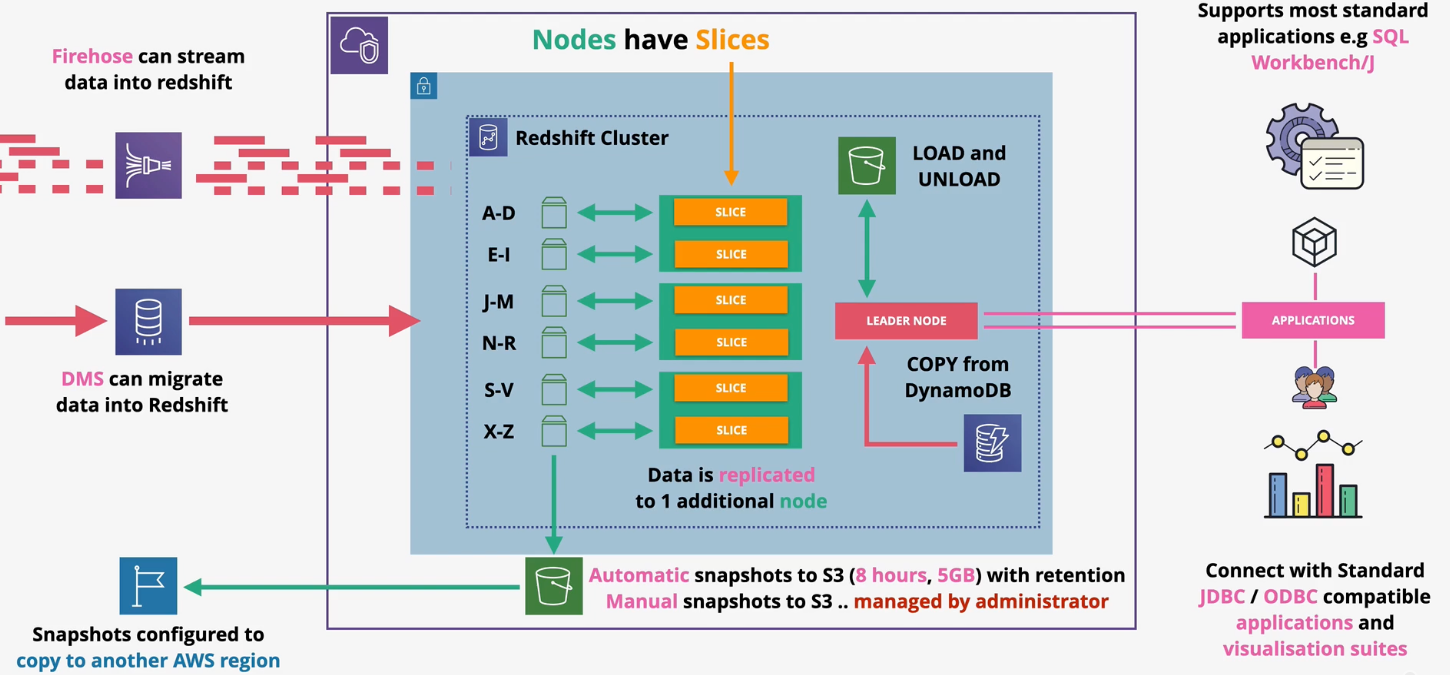 Nodes have Slices
Firehose can stream
data into redshift
Supports most standard
applications e.g SQL
Workbench/J
Redshift Cluster
LOAD and
UNLOAD
A-D
SLICE
E-I
SLICE
J-M
SLICE
N-R
SLICE
S-V
SLICE
X-Z
SLICE
LEADER NODE
APPLICATIONS
COPY from
DynamoDB
DMS can migrate
data into Redshift
Data is replicated
to 1 additional node
Automatic snapshots to S3 (8 hours, 5GB) with retention
Manual snapshots to S3 .. managed by administrator
Snapshots configured to
copy to another AWS region
Connect with Standard
JDBC / ODBC compatible
applications and
visualisation suites